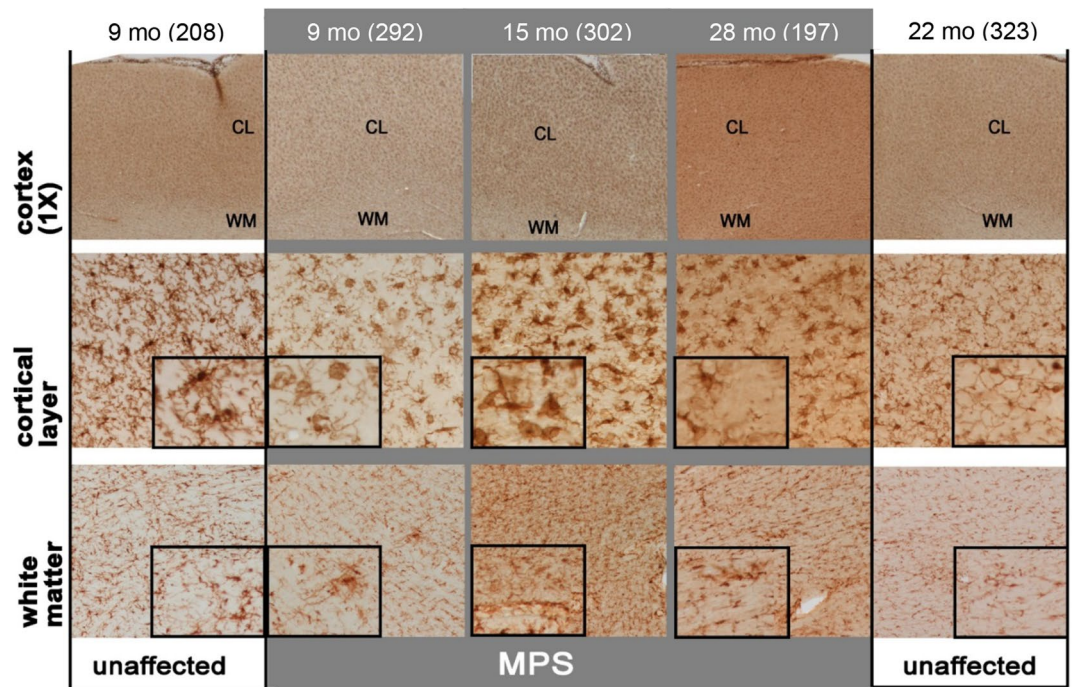 9 mo (208)
9 mo (292)
15 mo (302)
28 mo (197)
22 mo (323)
cortex
(1X)
CL
WM
CL
WM
CL
WM
CL
WM
CL
WM
cortical
layer
white
matter
unaffected
MPS
unaffected